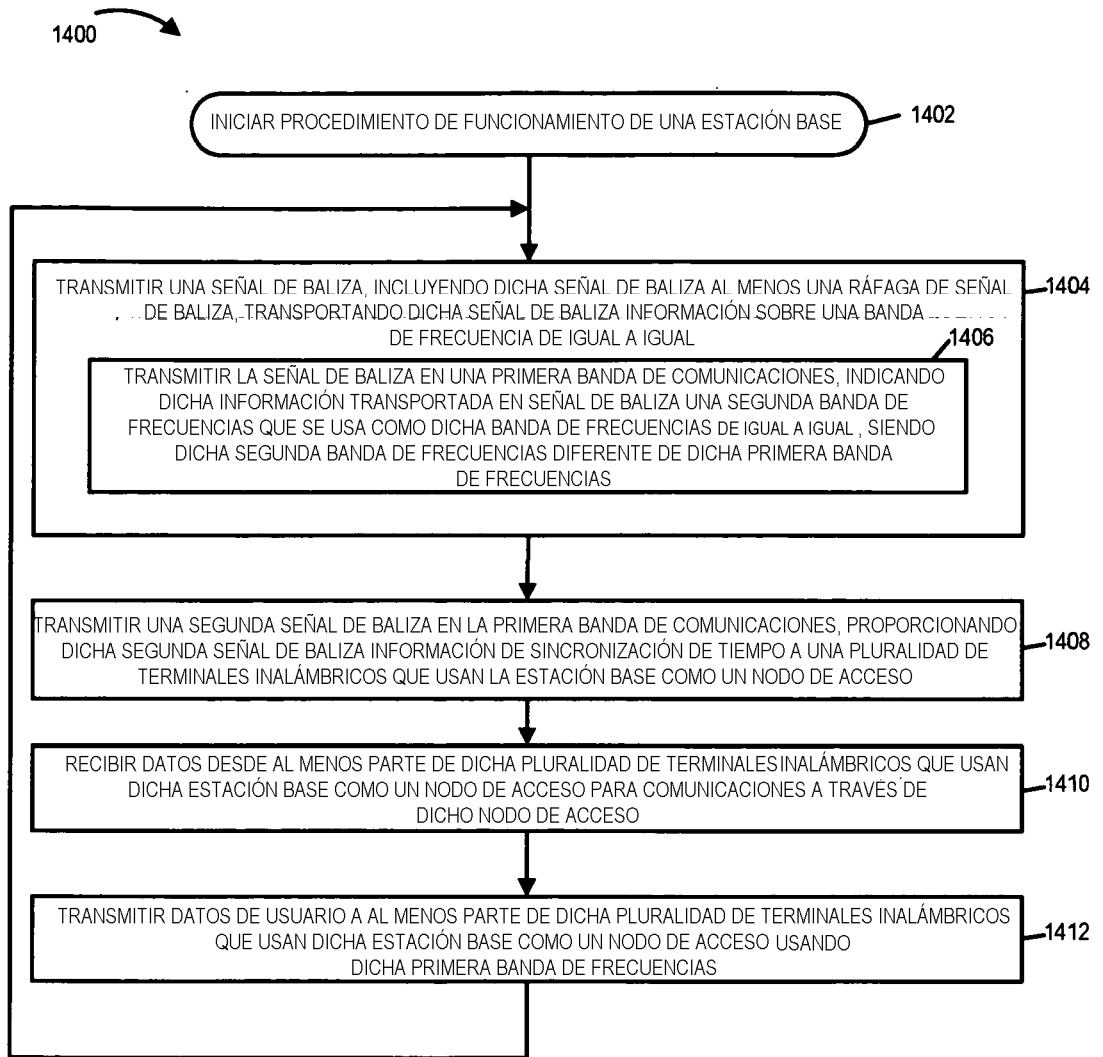 1400
INICIAR PROCEDIMIENTO DE FUNCIONAMIENTO DE UNA ESTACIÓN BASE
1402
TRANSMITIR UNA SEÑAL DE BALIZA, INCLUYENDO DICHA SEÑAL DE BALIZA AL MENOS UNA RÁFAGA DE SEÑAL
DE BALIZA, TRANSPORTANDO DICHA SEÑAL DE BALIZA INFORMACIÓN SOBRE UNA BANDA
DE FRECUENCIA DE IGUAL A IGUAL
1404
1406
TRANSMITIR LA SEÑAL DE BALIZA EN UNA PRIMERA BANDA DE COMUNICACIONES, INDICANDO
DICHA INFORMACIÓN TRANSPORTADA EN SEÑAL DE BALIZA UNA SEGUNDA BANDA DE
FRECUENCIAS QUE SE USA COMO DICHA BANDA DE FRECUENCIAS DE IGUAL A IGUAL, SIENDO
DICHA SEGUNDA BANDA DE FRECUENCIAS DIFERENTE DE DICHA PRIMERA BANDA
DE FRECUENCIAS
TRANSMITIR UNA SEGUNDA SEÑAL DE BALIZA EN LA PRIMERA BANDA DE COMUNICACIONES, PROPORCIONANDO
DICHA SEGUNDA SEÑAL DE BALIZA INFORMACIÓN DE SINCRONIZACIÓN DE TIEMPO A UNA PLURALIDAD DE
TERMINALES INALÁMBRICOS QUE USAN LA ESTACIÓN BASE COMO UN NODO DE ACCESO
1408
RECIBIR DATOS DESDE AL MENOS PARTE DE DICHA PLURALIDAD DE TERMINALES INALÁMBRICOS QUE USAN
DICHA ESTACIÓN BASE COMO UN NODO DE ACCESO PARA COMUNICACIONES A TRAVÉS DE
DICHO NODO DE ACCESO
1410
TRANSMITIR DATOS DE USUARIO A AL MENOS PARTE DE DICHA PLURALIDAD DE TERMINALES INALÁMBRICOS
QUE USAN DICHA ESTACIÓN BASE COMO UN NODO DE ACCESO USANDO
DICHA PRIMERA BANDA DE FRECUENCIAS
1412